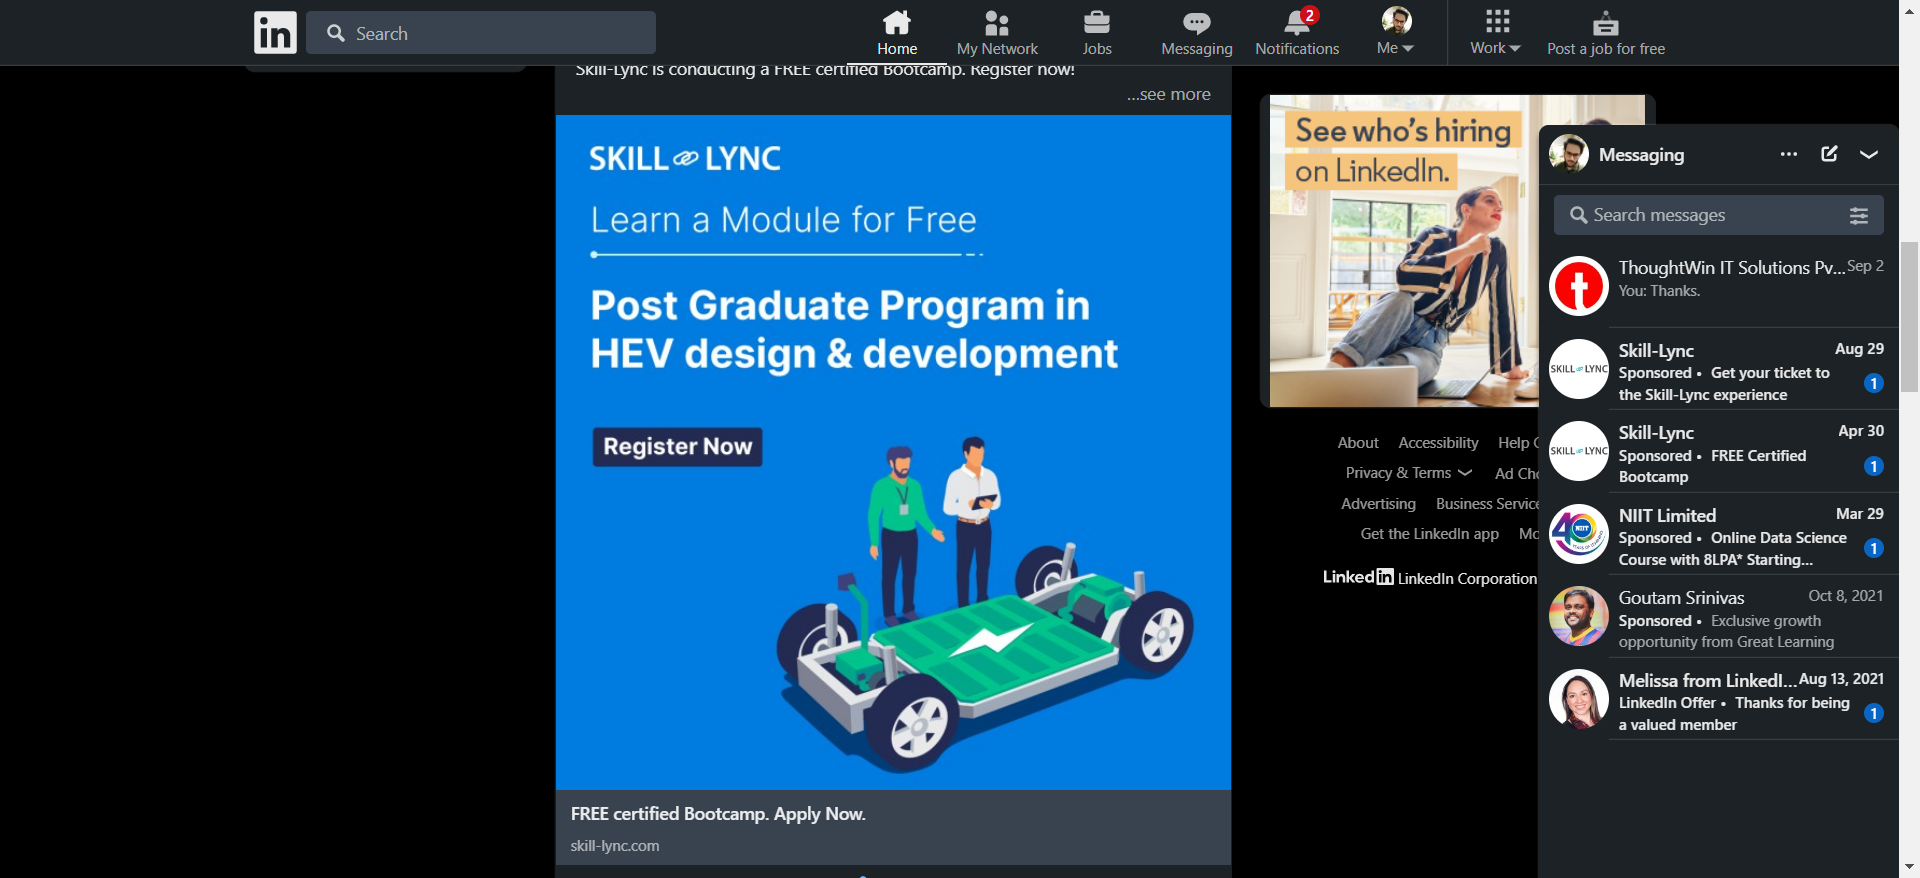 in
Search
Home
My Network
Jobs
Messaging
2
Notifications
Me
Work
Post a job for free
Skill-Lync is conducting a FREE certified Bootcamp. Register now!
...see more
SKILL LYNC
Learn a Module for Free
Post Graduate Program in
HEV design & development
Register Now
FREE certified Bootcamp. Apply Now.
skill-lync.com
See who's hiring
on LinkedIn.
About Accessibility Help
Privacy & Terms Ad
Advertising Business
Get the LinkedIn app
LinkedIn LinkedIn Corporation
Messaging
Search messages
ThoughtWin IT Solutions Pv... Sep 2
You: Thanks.
SKILL LYNC
Skill-Lync Aug 29
Sponsored • Get your ticket to
the Skill-Lync experience
1
SKILL LYNC
Skill-Lync Apr 30
Sponsored • FREE Certified
Bootcamp
1
NIIT
NIIT Limited Mar 29
Sponsored • Online Data Science
Course with 8LPA* Starting...
1
Goutam Srinivas Oct 8, 2021
Sponsored • Exclusive growth
opportunity from Great Learning
Melissa from LinkedI... Aug 13, 2021
LinkedIn Offer • Thanks for being
a valued member
1